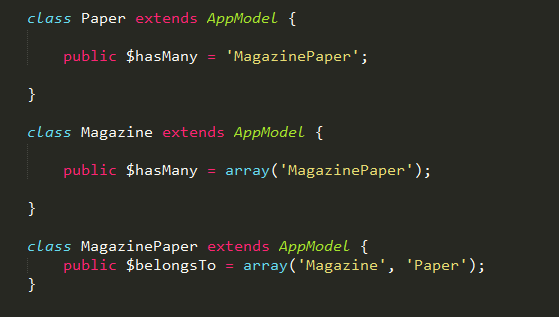 class Paper extends AppModel {
public $hasMany = 'MagazinePaper';
}
class Magazine extends AppModel {
public $hasMany = array('MagazinePaper');
}
class MagazinePaper extends AppModel {
public $belongsTo = array('Magazine', 'Paper');
}